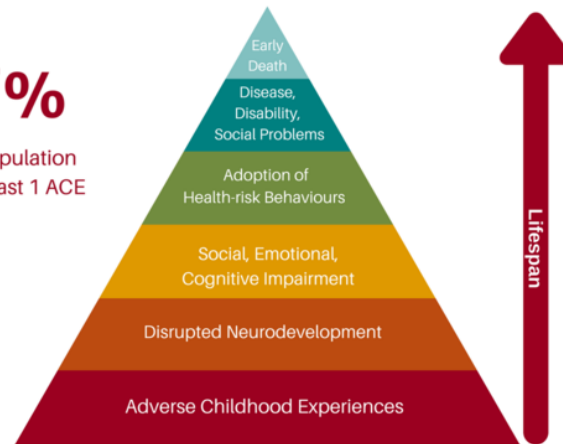 Early
Death
%
Disease,
Disability,
Social Problems
ast 1 ACE
Adoption of
Health-risk Behaviours
Lifespan
Social, Emotional,
Cognitive Impairment
Disrupted Neurodevelopment
Adverse Childhood Experiences